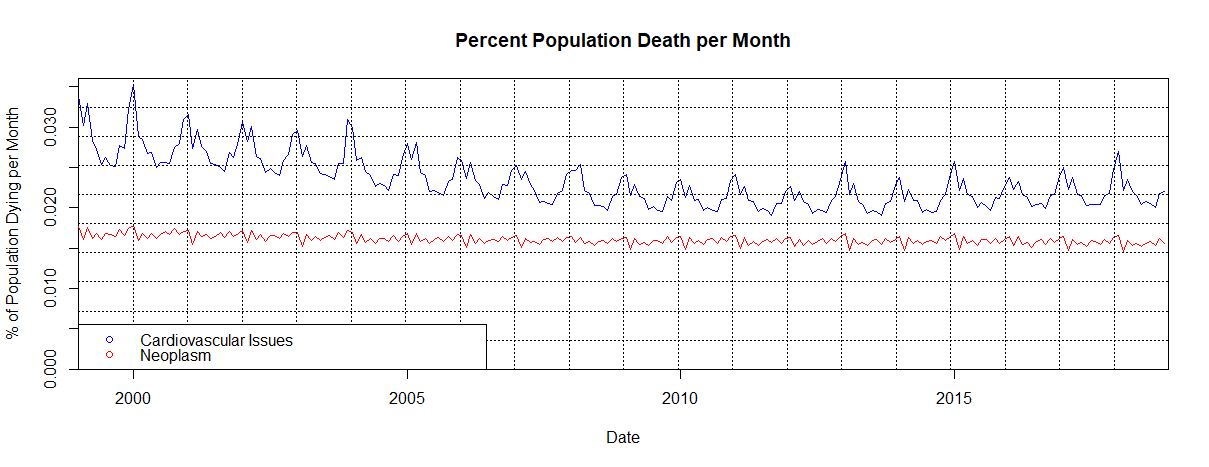 Percent Population Death per Month
% of Population Dying per Month
0.030
0.020
0.010
0.000
Cardiovascular Issues
Neoplasm
2000 2005 2010 2015
Date